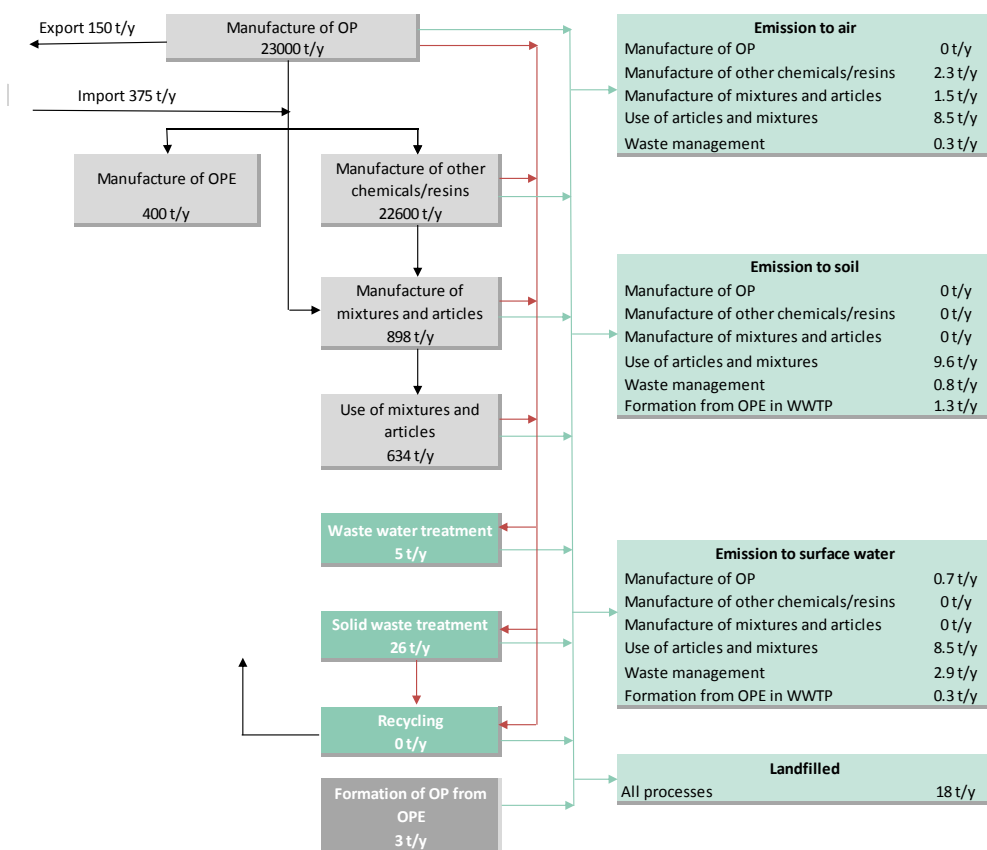 Export 150 t/y
Manufacture of OP
23000 t/y
Import 375 t/y
Manufacture of OPE
400 t/y
Manufacture of other
chemicals/resins
22600 t/y
Manufacture of
mixtures and articles
898 t/y
Use of mixtures and
articles
634 t/y
Waste water treatment
5 t/y
Solid waste treatment
26 t/y
Recycling
0 t/y
Formation of OP from
OPE
3 t/y
Emission to air
Manufacture of OP 0 t/y
Manufacture of other chemicals/resins 2.3 t/y
Manufacture of mixtures and articles 1.5 t/y
Use of articles and mixtures 8.5 t/y
Waste management 0.3 t/y
Emission to soil
Manufacture of OP 0 t/y
Manufacture of other chemicals/resins 0 t/y
Manufacture of mixtures and articles 0 t/y
Use of articles and mixtures 9.6 t/y
Waste management 0.8 t/y
Formation from OPE in WWTP 1.3 t/y
Emission to surface water
Manufacture of OP 0.7 t/y
Manufacture of other chemicals/resins 0 t/y
Manufacture of mixtures and articles 0 t/y
Use of articles and mixtures 8.5 t/y
Waste management 2.9 t/y
Formation from OPE in WWTP 0.3 t/y
Landfilled
All processes 18 t/y